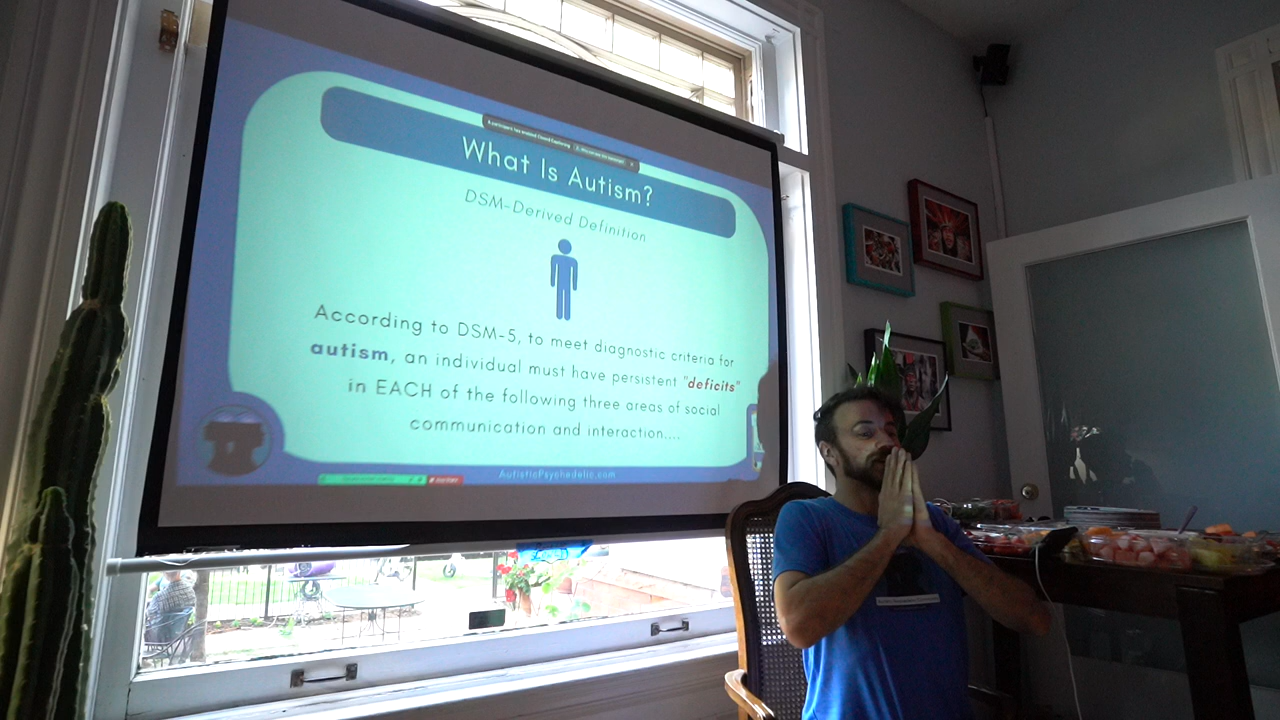 What Is Autism?
DSM-Derived Definition
According to DSM-5, to meet diagnostic criteria for
autism, an individual must have persistent "deficits"
in EACH of the following three areas of social
communication and interaction....
AutisticPsychedelic.com